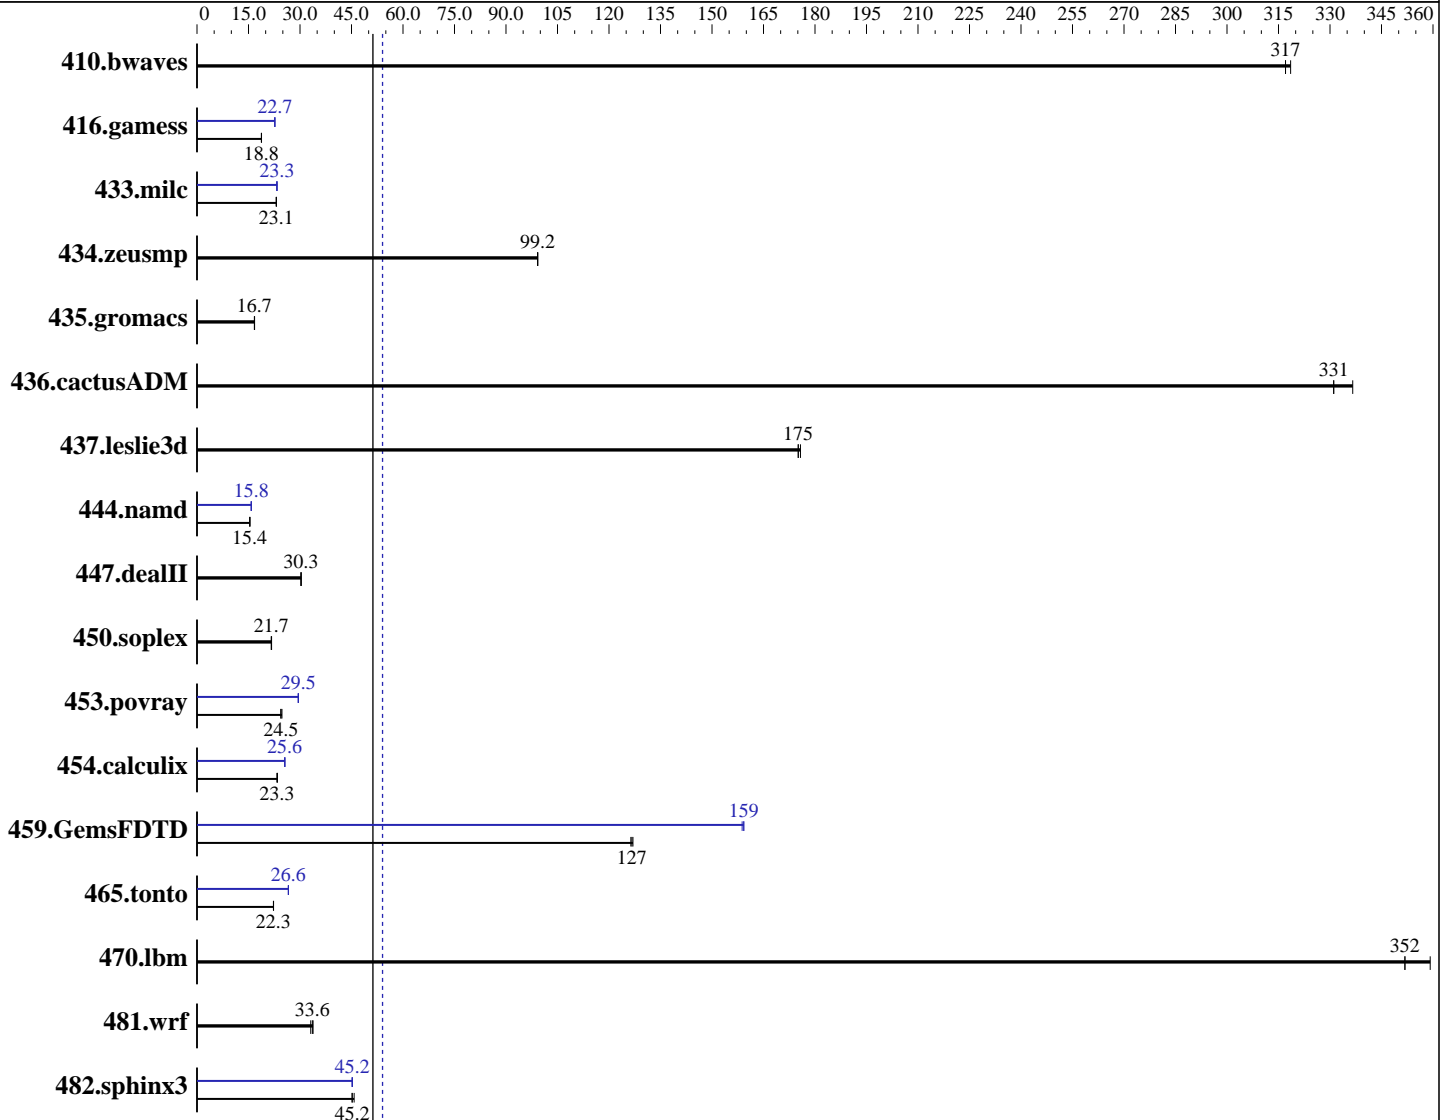 0 15.0 30.0 45.0 60.0 75.0 90.0 105 120 135 150 165 180 195 210 225 240 255 270 285 300 315 330 345 360
317
410.bwaves
22.7
416.gamess
18.8
23.3
433.milc
23.1
99.2
434.zeusmp
16.7
435.gromacs
331
436.cactusADM
175
437.leslie3d
15.8
444.namd
15.4
30.3
447.dealII
21.7
450.soplex
29.5
453.povray
24.5
25.6
454.calculix
23.3
159
459.GemsFDTD
127
26.6
465.tonto
22.3
352
470.lbm
33.6
481.wrf
45.2
482.sphinx3
45.2